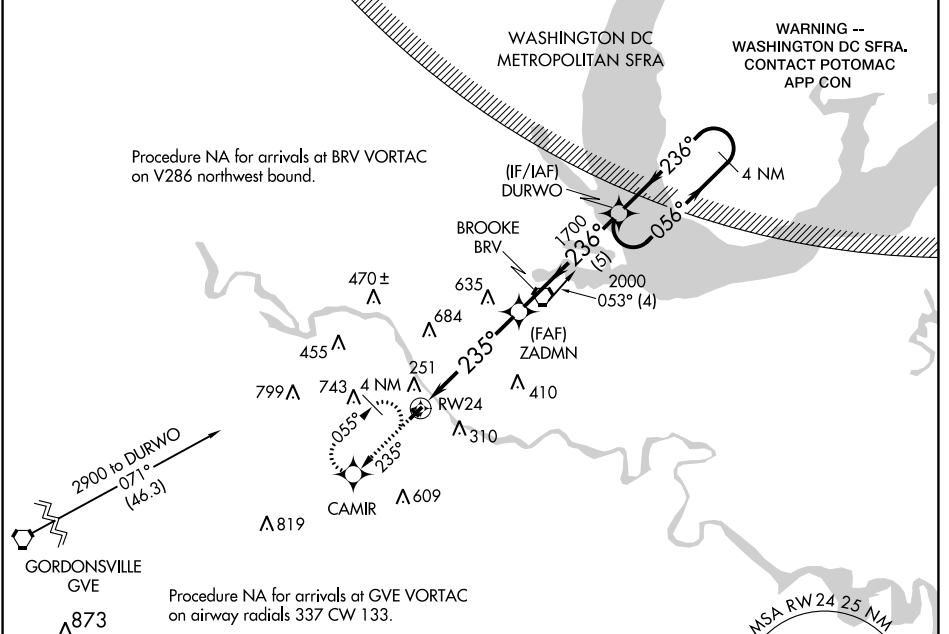 WASHINGTON DC
METROPOLITAN SFRA
WARNING --
WASHINGTON DC SFRA.
CONTACT POTOMAC
APP CON
Procedure NA for arrivals at BRV VORTAC
on V286 northwest bound.
(IF/IAF)
DURWO
236°
4 NM
056°
BROOKE
BRV
1700
236°
(5)
2000
053° (4)
470 ±
635
684
(FAF)
ZADMN
455
235°
251
410
799
743
4 NM
RW24
055°
310
235°
2900 to DURWO
071°
(46.3)
CAMIR
609
819
GORDONSVILLE
GVE
873
Procedure NA for arrivals at GVE VORTAC
on airway radials 337 CW 133.
MSA RW24 25 NM